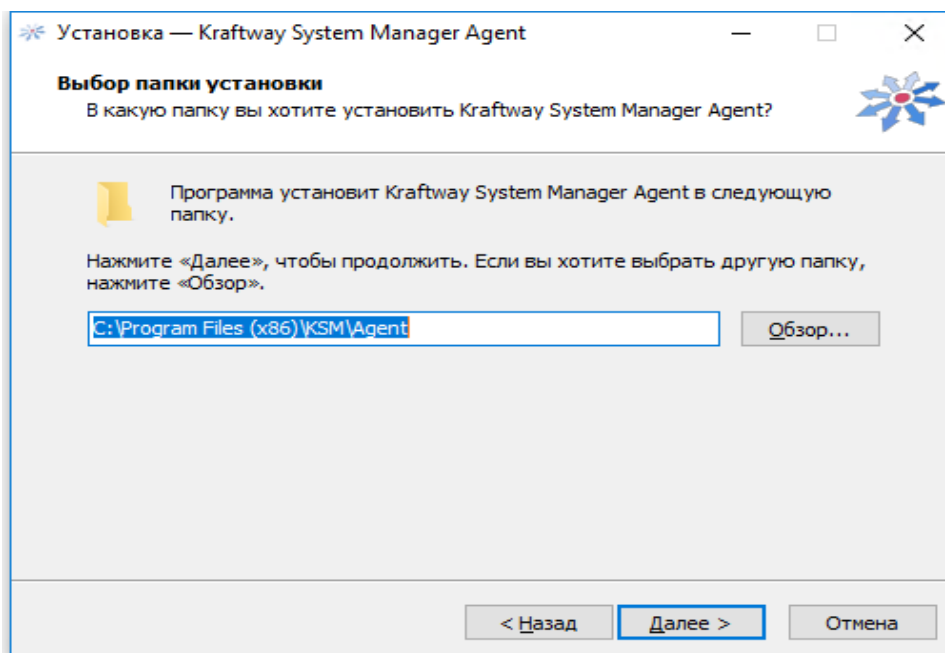 Установка — Kraftway System Manager Agent
Выбор папки установки
В какую папку вы хотите установить Kraftway System Manager Agent?
Программа установит Kraftway System Manager Agent в следующую
папку.
Нажмите «Далее», чтобы продолжить. Если вы хотите выбрать другую папку,
нажмите «Обзор».
C:\Program Files (x86)\KSM\Agent
Обзор...
< Назад
Далее >
Отмена